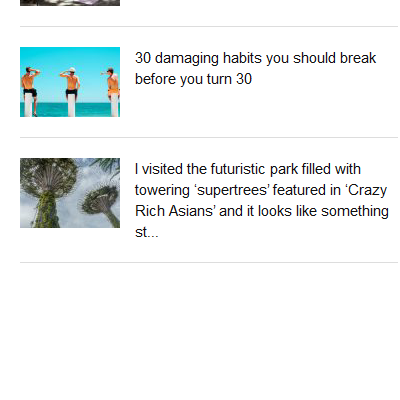 30 damaging habits you should break
before you turn 30
I visited the futuristic park filled with
towering ‘supertrees’ featured in ‘Crazy
Rich Asians’ and it looks like something
st...